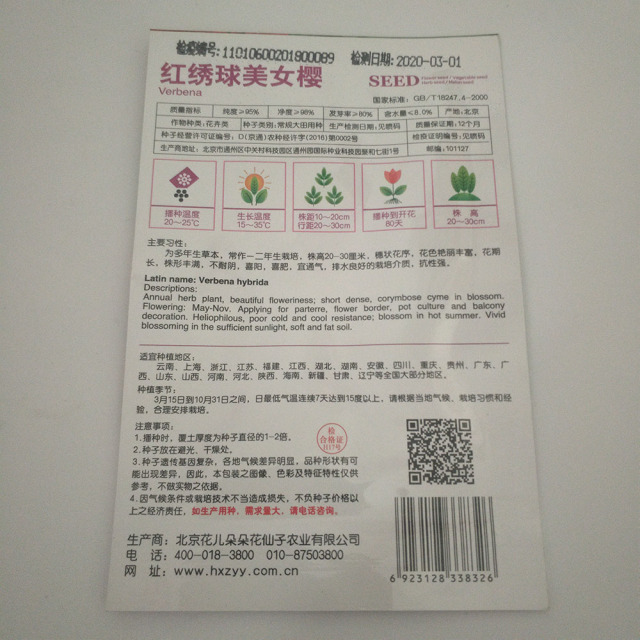 检疫编号:11010600201800089 检测日期:2020-03-01
红绣球美女樱
Verbena
SEED
国家标准：GB/T18247.4-2000
质量指标 纯度≥95% 净度≥96% 发芽率≥80% 含水量≤8.0% 产地:北京
作物种类:花卉类 种子类别:常规大田用种 生产检测日期:见喷码 质量保证期:12个月
种子经营许可证编号：D(京通)农种经许字(2016)第0002号 检疫证明编号:见喷码
生产商地址：北京市通州区中关村科技园区通州园国际种业科技园聚和七街1号 邮编:101127
播种温度
20~25℃
生长温度
15~35℃
株距10~20cm
行距20~30cm
播种到开花
80天
株 高
20~30cm
主要习性：
为多年生草本，常作一二年生栽培，株高20-30厘米，穗状花序，花色艳丽丰富，花期
长，株形丰满，不耐阴，喜阳，喜肥，宜通气，排水良好的栽培介质，抗性强。
Latin name: Verbena hybrida
Descriptions:
Annual herb plant, beautiful floweriness; short dense, corymbose cyme in blossom.
Flowering: May-Nov. Applying for parterre, flower border, pot culture and balcony
decoration. Heliophilous, poor cold and cool resistance; blossom in hot summer. Vivid
blossoming in the sufficient sunlight, soft and fat soil.
适宜种植地区：
云南、上海、浙江、江苏、福建、江西、湖北、湖南、安徽、四川、重庆、贵州、广东、广
西、山东、山西、河南、河北、陕西、海南、新疆、甘肃、辽宁等全国大部分地区。
种植季节：
3月15日到10月31日之间，日最低气温连续7天达到15度以上，请根据当地气候、栽培习惯和经
验，合理安排栽培。
注意事项：
1.播种时，覆土厚度为种子直径的1-2倍。
2.种子放在避光、干燥处。
3.种子遗传基因复杂，各地气候差异明显，品种形状有可
能出现差异，因此，本包装之图像、色彩及特征特性仅供
参考，不做实物之依据。
4.因气候条件或栽培技术不当造成损失，不负种子价格以
上之经济责任，如生产用种，需求量大，请电话咨询。
检
合格证
生产商：北京花儿朵朵花仙子农业有限公司
电 话：400-018-3800 010-87503800
网 址：www.hxzyy.com.cn
6 923128 338326